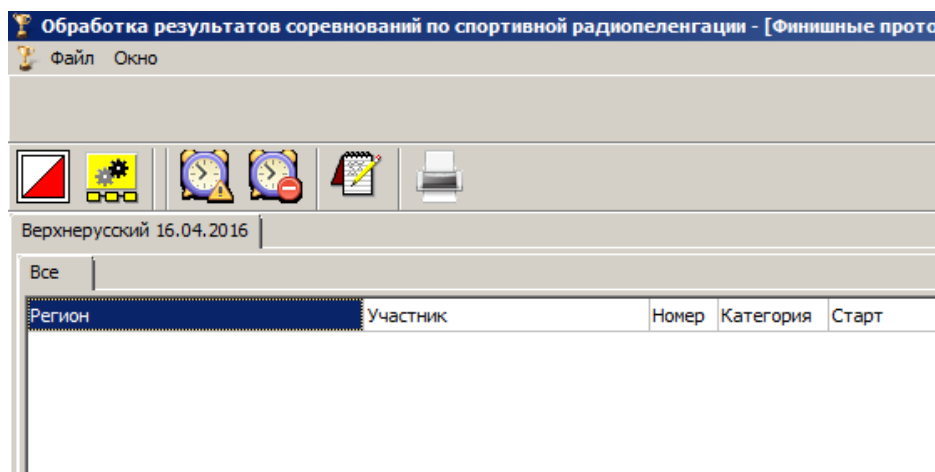 Обработка результатов соревнований по спортивной радиопеленгации - [Финишные прото
Файл Окно
Верхнерусский 16.04.2016
Все
Регион Участник Номер Категория Старт